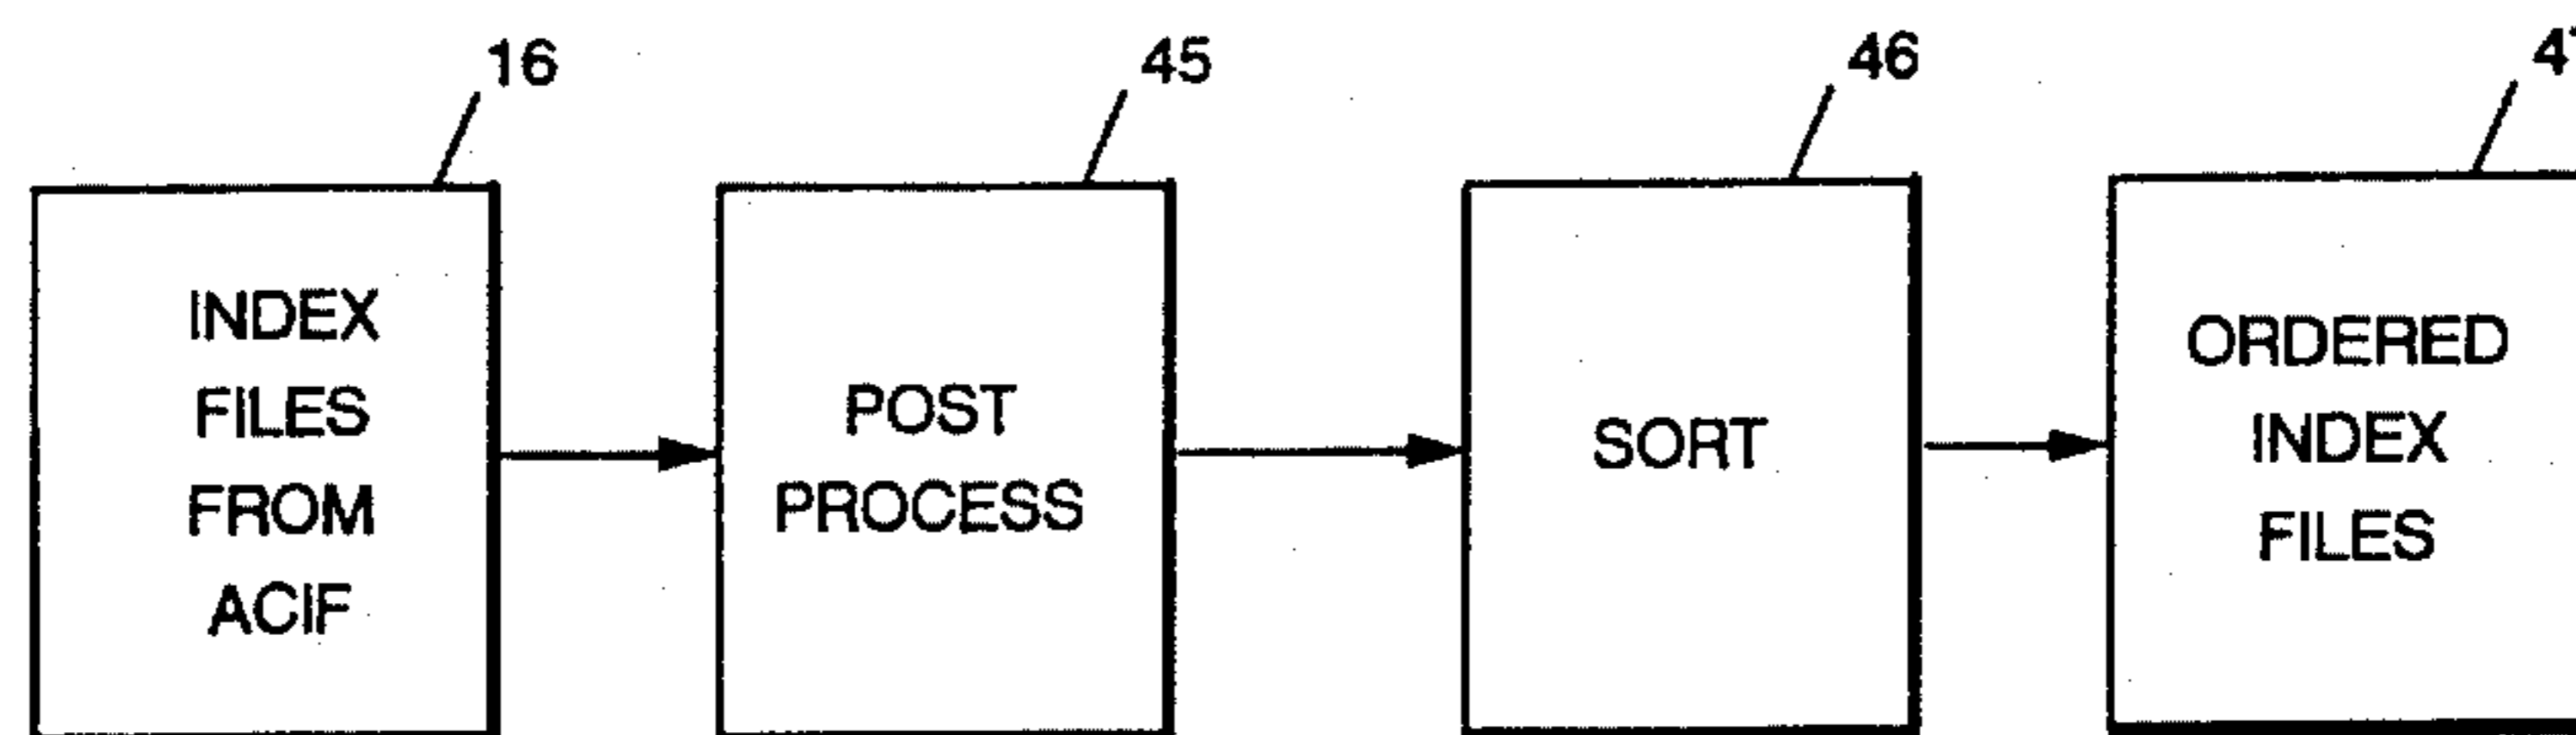 16
45
46
INDEX
FILES
FROM
ACIF
POST
PROCESS
SORT
ORDERED
INDEX
FILES